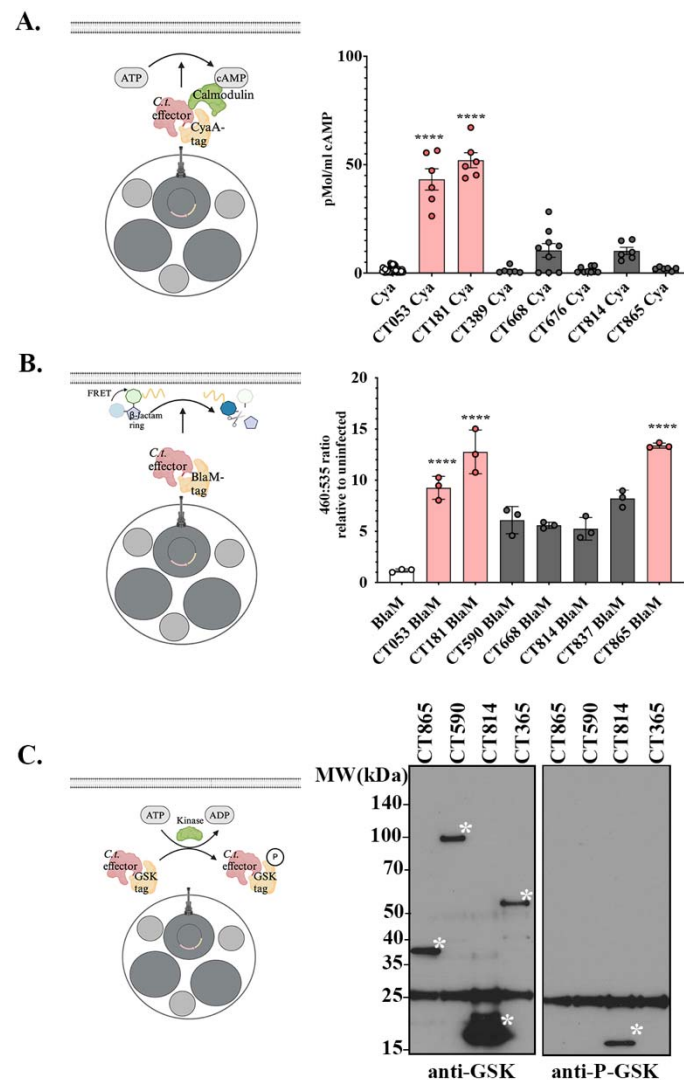 A.
ATP
cAMP
Calmodulin
C.t.
effector
CyaA-
tag
pMol/ml cAMP
100
50
0
****
****
Cya
CT053 Cya
CT181 Cya
CT389 Cya
CT668 Cya
CT676 Cya
CT814 Cya
CT865 Cya
B.
FRET
β-lactam
ring
C.t.
effector
BlaM-
tag
460:535 ratio
relative to uninfected
20
15
10
5
0
****
****
****
BlaM
CT053 BlaM
CT181 BlaM
CT590 BlaM
CT668 BlaM
CT814 BlaM
CT837 BlaM
CT865 BlaM
C.
ATP
Kinase
ADP
C.t.
effector
GSK
tag
C.t.
effector
GSK
tag
P
CT865
CT590
CT814
CT365
CT865
CT590
CT814
CT365
MW(kDa)
140
100
70
50
40
35
25
15
*
*
*
*
*
anti-GSK
anti-P-GSK